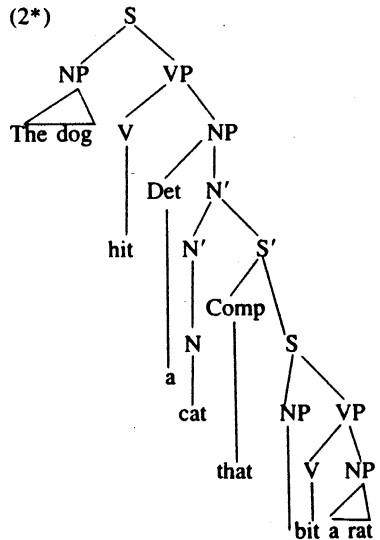 (2*) S
NP VP
The dog V NP
Det N′
hit N′ S′
Comp
N S
a
cat NP VP
that V NP
bit a rat